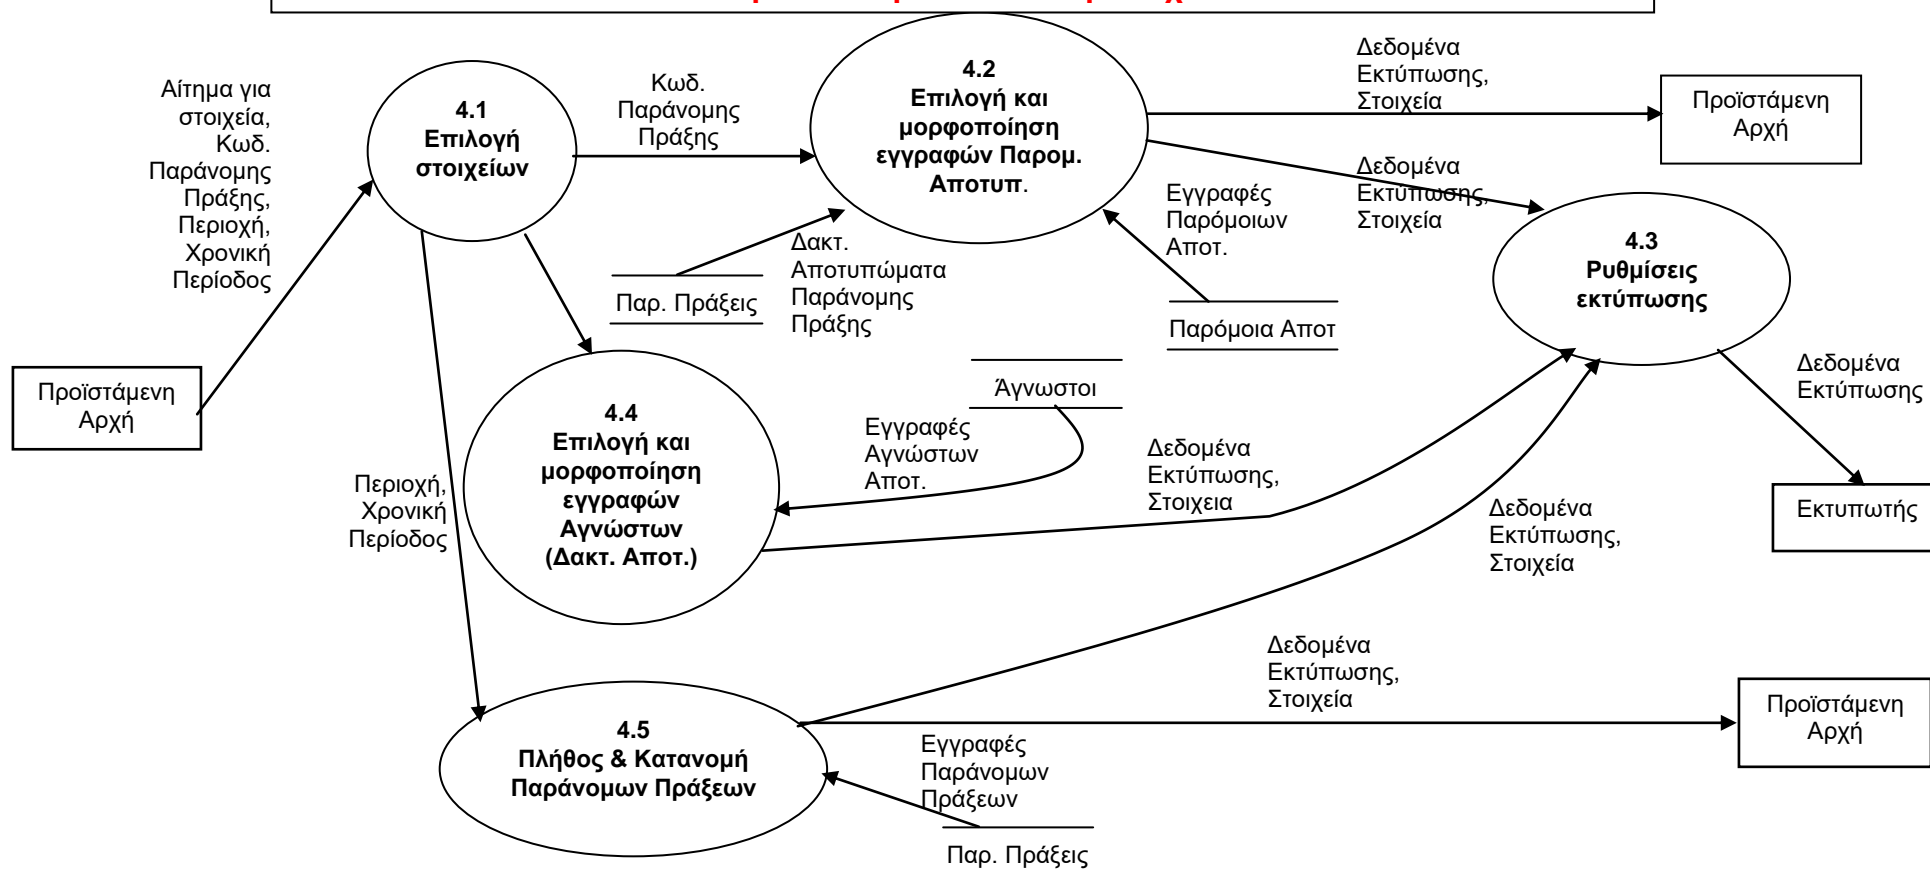 Αίτημα για
στοιχεία,
Κωδ.
Παράνομης
Πράξης,
Περιοχή,
Χρονική
Περίοδος
4.1
Επιλογή
στοιχείων
Κωδ.
Παράνομης
Πράξης
4.2
Επιλογή και
μορφοποίηση
εγγραφών Παρομ.
Αποτυπ.
Δεδομένα
Εκτύπωσης,
Στοιχεία
Προϊστάμενη
Αρχή
Δεδομένα
Εκτύπωσης,
Στοιχεία
Εγγραφές
Παρόμοιων
Αποτ.
Δακτ.
Αποτυπώματα
Παράνομης
Πράξης
Παρ. Πράξεις
Παρόμοια Αποτ
4.3
Ρυθμίσεις
εκτύπωσης
Προϊστάμενη
Αρχή
4.4
Επιλογή και
μορφοποίηση
εγγραφών
Αγνώστων
(Δακτ. Αποτ.)
Άγνωστοι
Εγγραφές
Αγνώστων
Αποτ.
Δεδομένα
Εκτύπωσης,
Στοιχεια
Δεδομένα
Εκτύπωσης
Εκτυπωτής
Περιοχή,
Χρονική
Περίοδος
Δεδομένα
Εκτύπωσης,
Στοιχεία
4.5
Πλήθος & Κατανομή
Παράνομων Πράξεων
Δεδομένα
Εκτύπωσης,
Στοιχεία
Προϊστάμενη
Αρχή
Εγγραφές
Παράνομων
Πράξεων
Παρ. Πράξεις